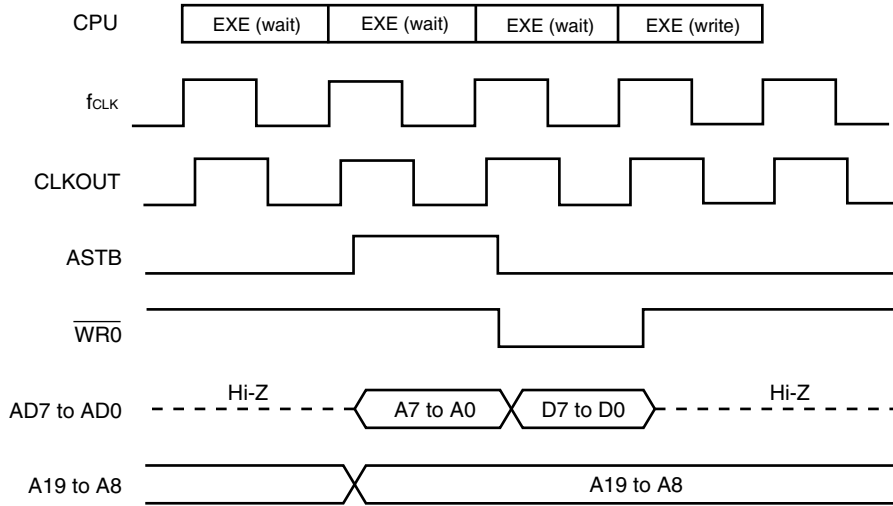 CPU EXE (wait) EXE (wait) EXE (wait) EXE (write)
fCLK
CLKOUT
ASTB
WR0
Hi-Z Hi-Z
AD7 to AD0 A7 to A0 D7 to D0
A19 to A8 A19 to A8